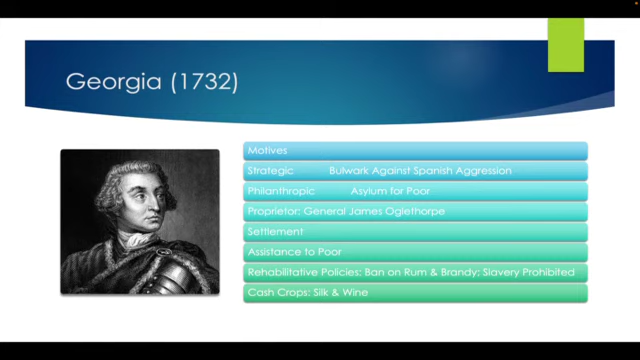 Georgia (1732)
Motives
Strategic Bulwark Against Spanish Aggression
Philanthropic Asylum for Poor
Proprietor: General James Oglethorpe
Settlement
Assistance to Poor
Rehabilitative Policies: Ban on Rum & Brandy; Slavery Prohibited
Cash Crops: Silk & Wine